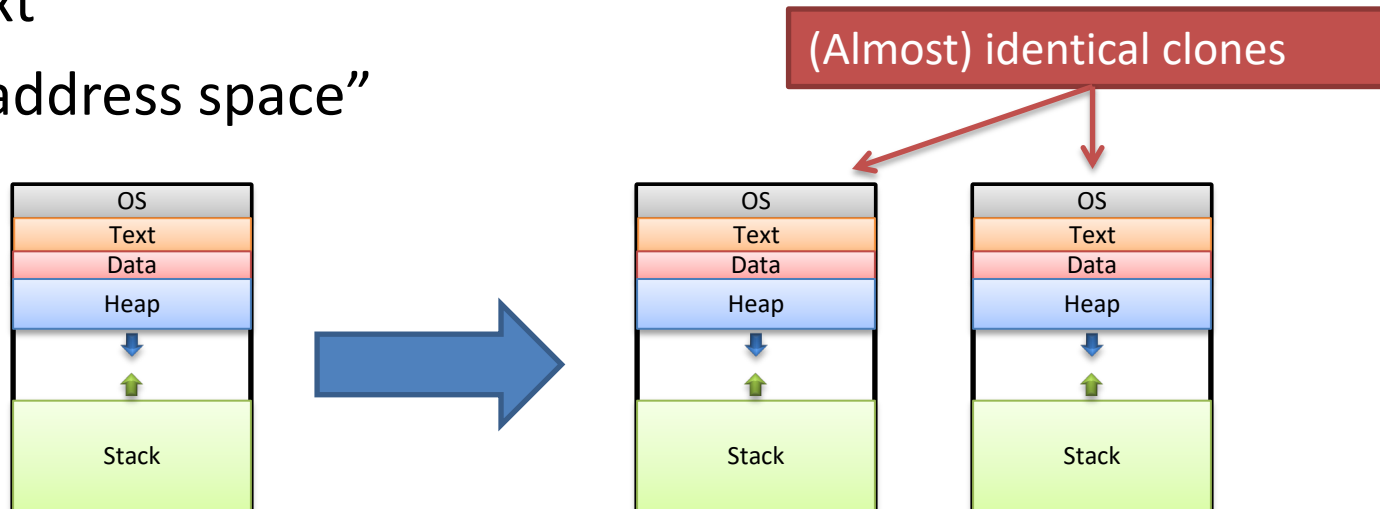 (Almost) identical clones
address space”
OS
Text
Data
Heap
Stack
OS
Text
Data
Heap
Stack
OS
Text
Data
Heap
Stack